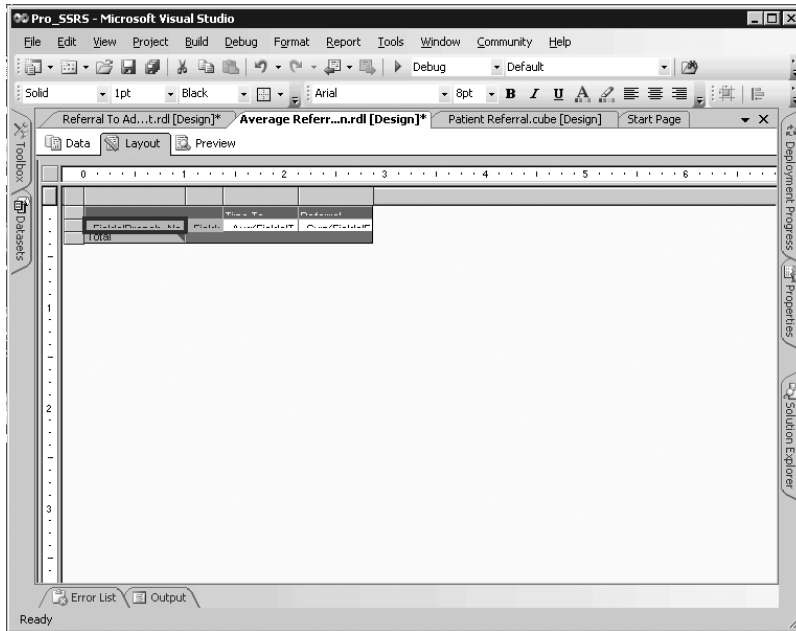 Pro_SSRS - Microsoft Visual Studio
File Edit View Project Build Debug Format Report Tools Window Community Help
Debug Default
Solid 1pt Black Arial 8pt B I U A
Referral To Ad...t.rdl [Design]* Average Referr...n.rdl [Design]* Patient Referral.cube [Design] Start Page
Data Layout Preview
0 1 2 3 4 5 6
Total
1
2
3
Toolbox
Datasets
Deployment Progress
Properties
Solution Explorer
Error List Output
Ready